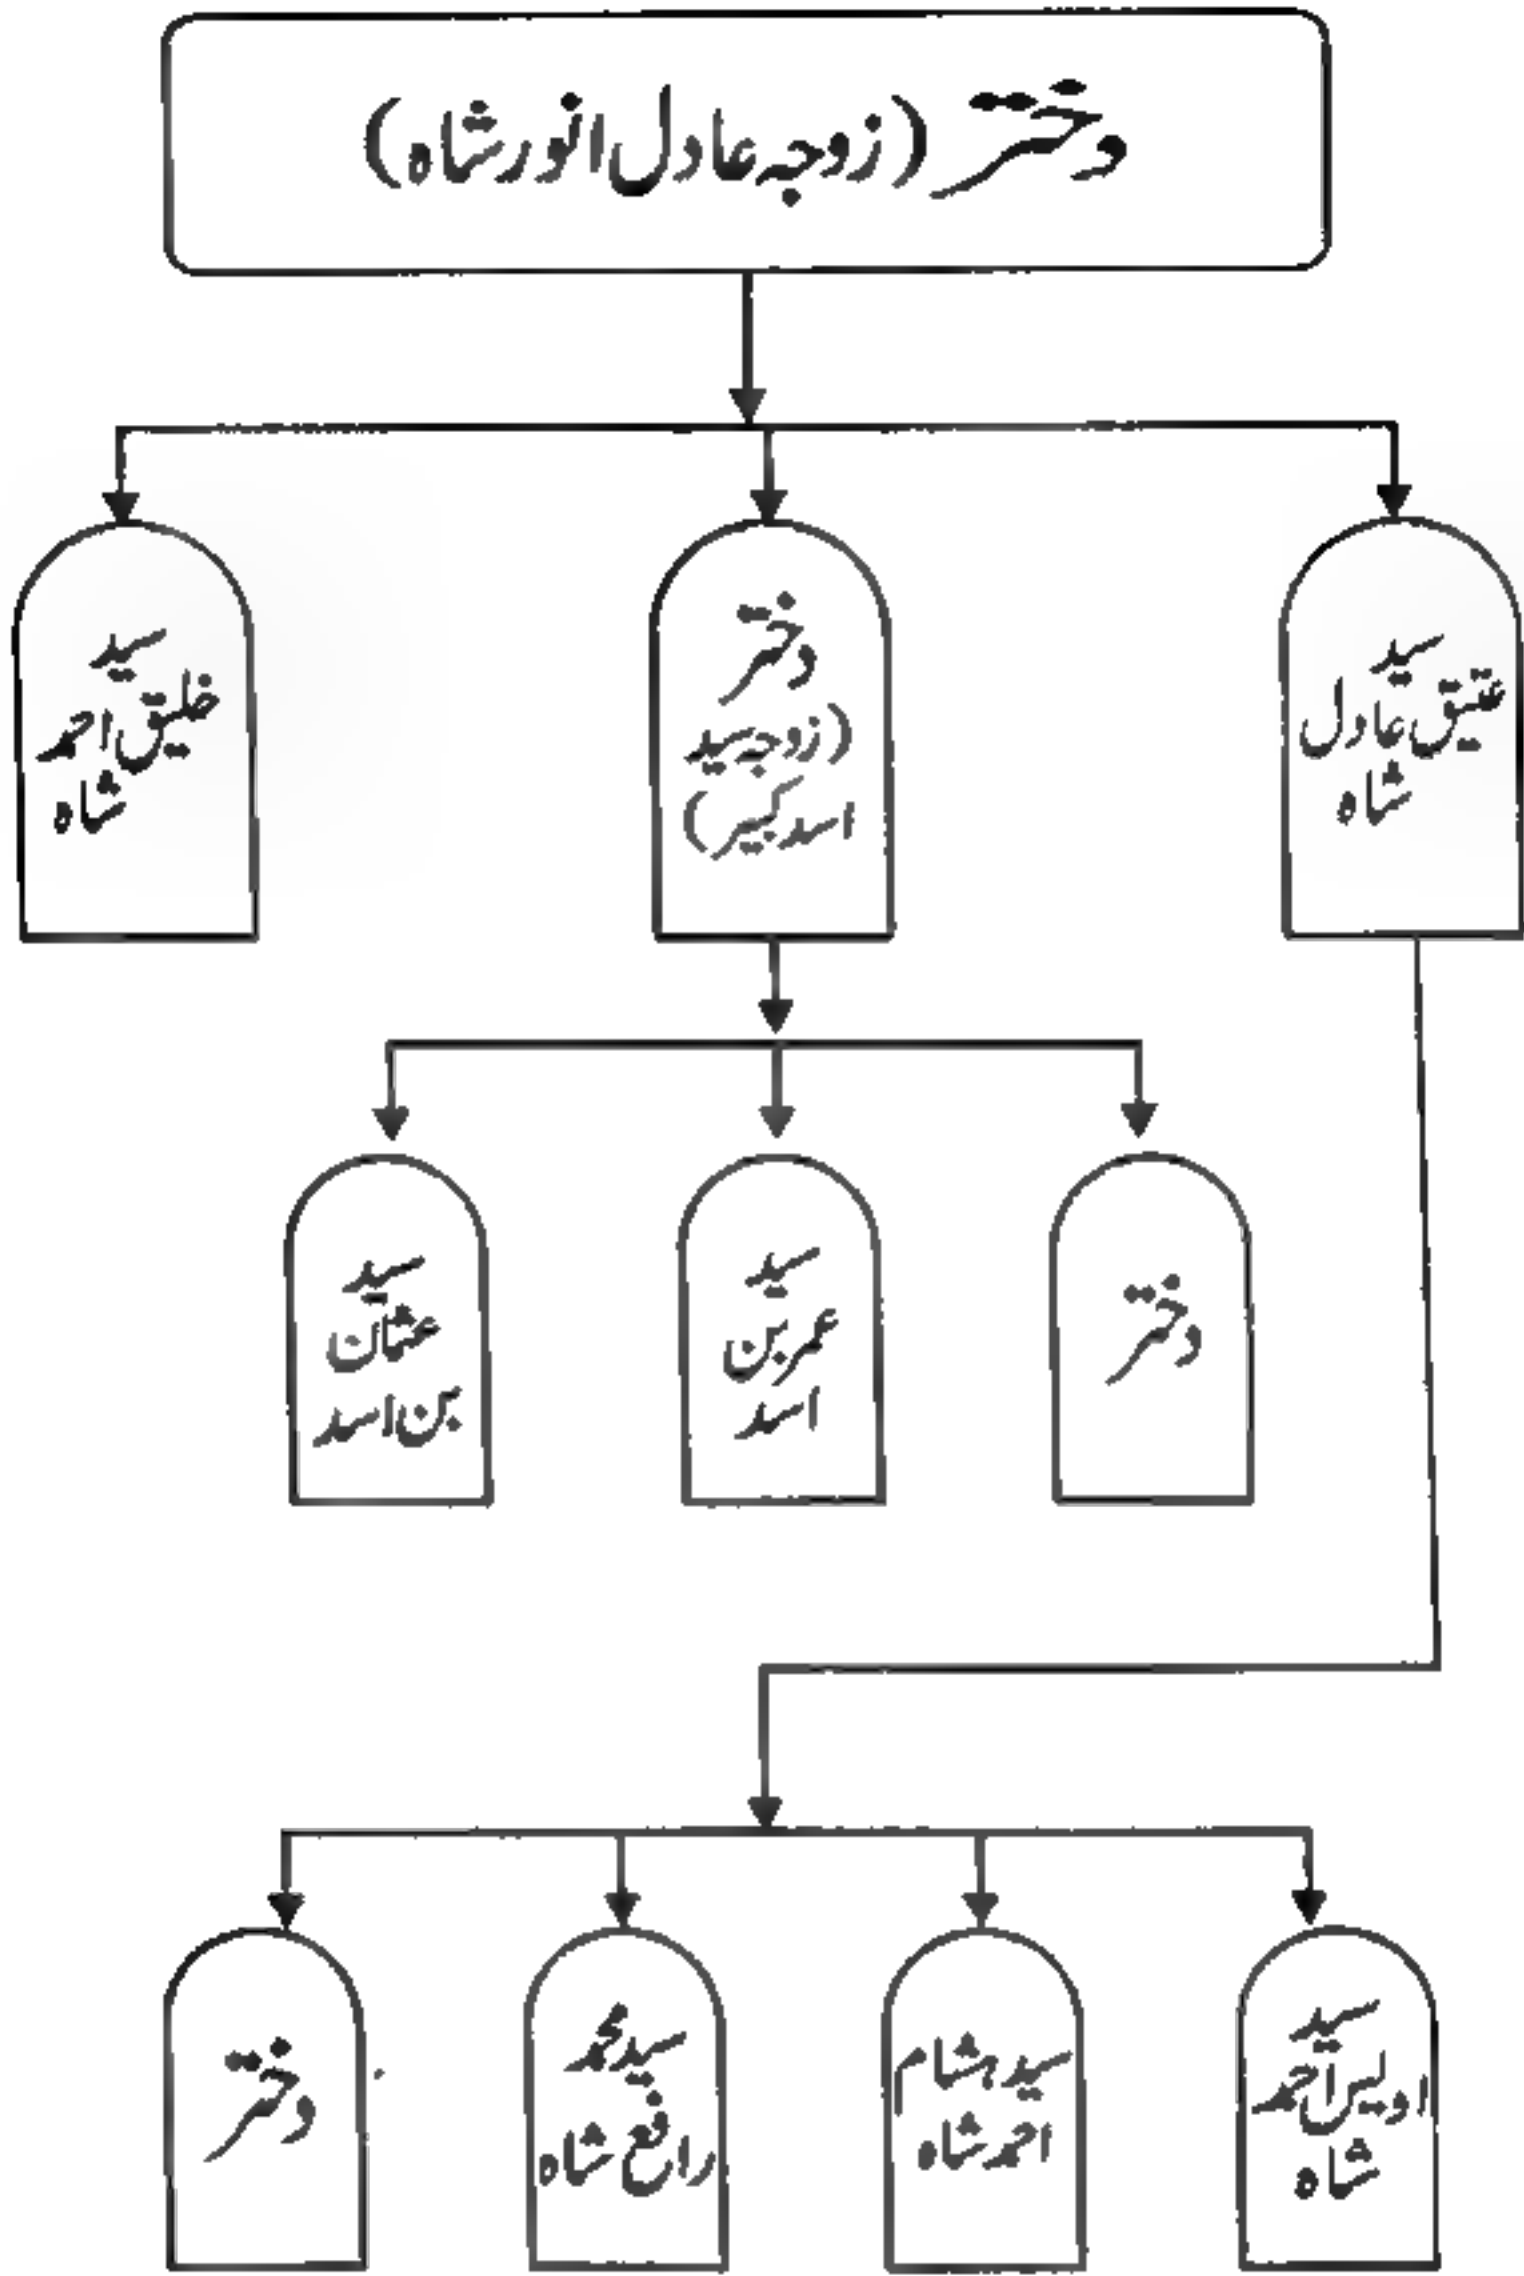 دختر (زوجہ عادل انور شاہ)
سید
عتیق عادل
شاہ
دختر
(زوجہ سید
اسد کبیر)
سید
خلیق احمد
شاہ
دختر
سید
عمر بن
اسد
سید
عثمان
بن اسد
سید
اویس احمد
شاہ
سید ہشام
احمد شاہ
سید محمد
رافع شاہ
دختر